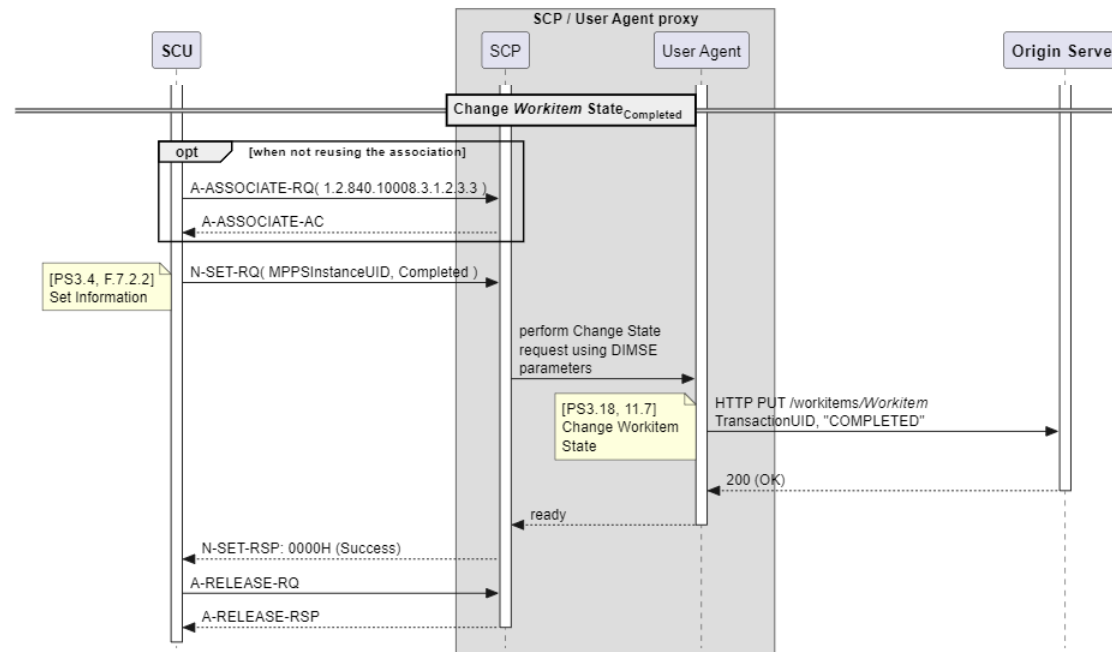 SCP / User Agent proxy
SCU
SCP
User Agent
Origin Serve
Change Workitem State Completed
opt
[when not reusing the association]
A-ASSOCIATE-RQ( 1.2.840.10008.3.1.2.3.3 )
A-ASSOCIATE-AC
[PS3.4, F.7.2.2]
Set Information
N-SET-RQ( MPPSInstanceUID, Completed )
perform Change State
request using DIMSE
parameters
[PS3.18, 11.7]
Change Workitem
State
HTTP PUT /workitems/Workitem
TransactionUID, "COMPLETED"
200 (OK)
ready
N-SET-RSP: 0000H (Success)
A-RELEASE-RQ
A-RELEASE-RSP